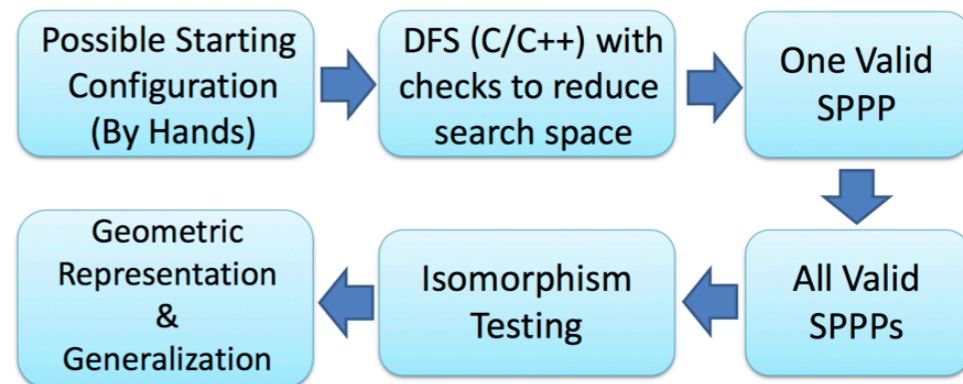 Possible Starting
Configuration
(By Hands)
DFS (C/C++) with
checks to reduce
search space
One Valid
SPPP
All Valid
SPPPs
Isomorphism
Testing
Geometric
Representation
&
Generalization